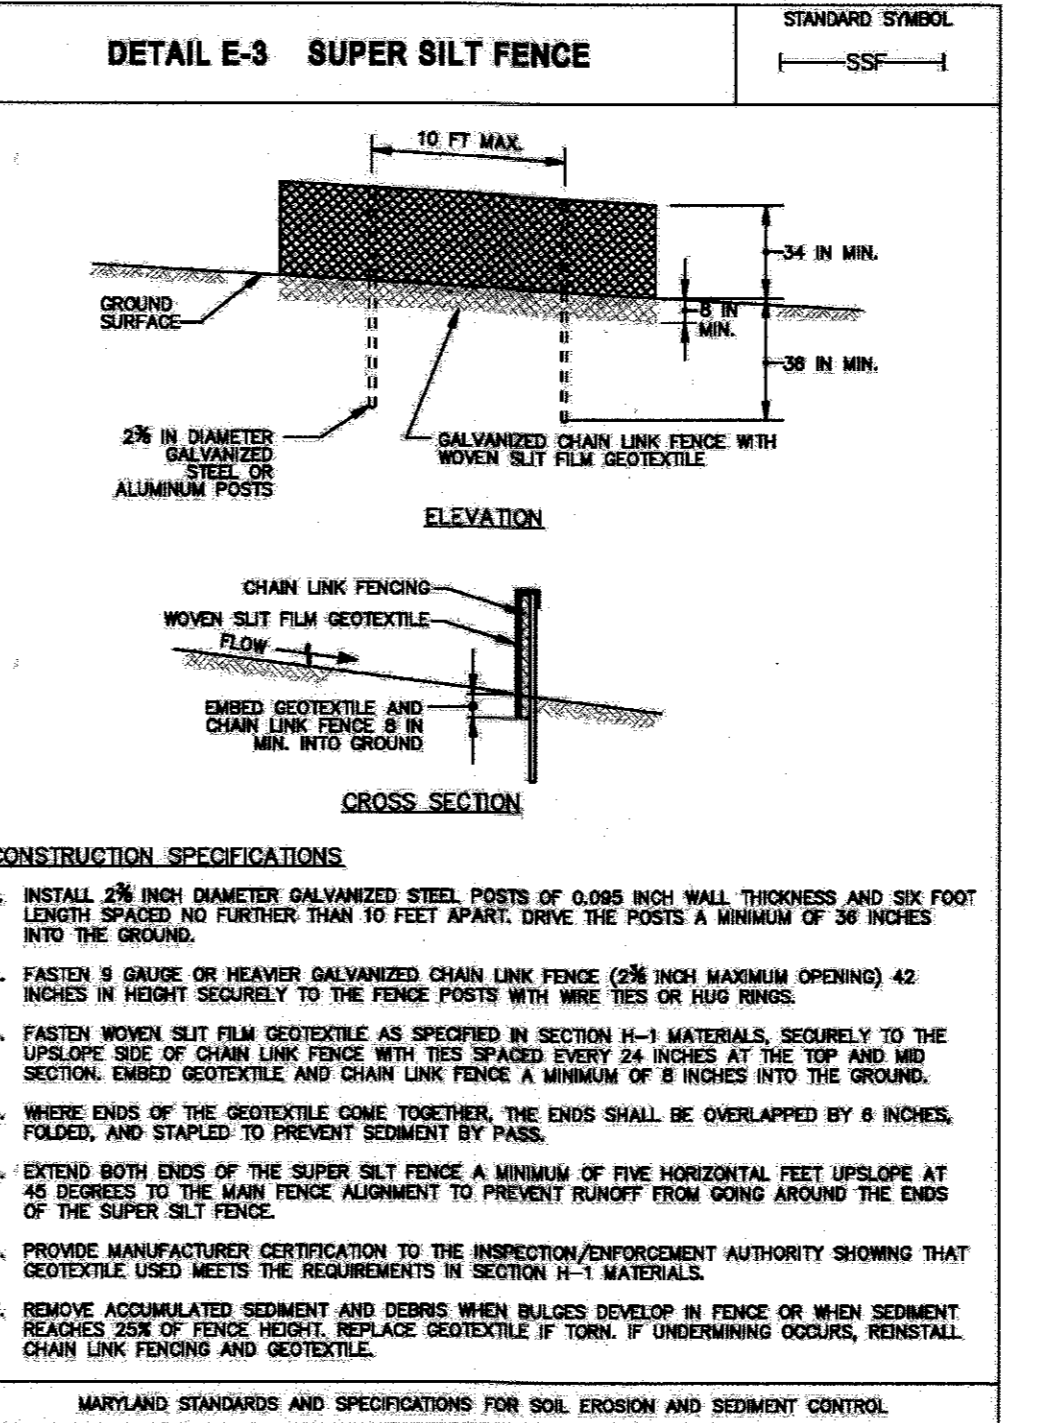 DETAIL E-3 SUPER SILT FENCE
STANDARD SYMBOL
SSF
10 FT MAX.
34 IN MIN.
GROUND
SURFACE
8 IN
MIN.
36 IN MIN.
2⅜ IN DIAMETER
GALVANIZED
STEEL OR
ALUMINUM POSTS
GALVANIZED CHAIN LINK FENCE WITH
WOVEN SLIT FILM GEOTEXTILE
ELEVATION
CHAIN LINK FENCING
WOVEN SLIT FILM GEOTEXTILE
FLOW
EMBED GEOTEXTILE AND
CHAIN LINK FENCE 8 IN
MIN. INTO GROUND
CROSS SECTION
CONSTRUCTION SPECIFICATIONS
INSTALL 2⅜ INCH DIAMETER GALVANIZED STEEL POSTS OF 0.095 INCH WALL THICKNESS AND SIX FOOT
LENGTH SPACED NO FURTHER THAN 10 FEET APART. DRIVE THE POSTS A MINIMUM OF 36 INCHES
INTO THE GROUND.
FASTEN 9 GAUGE OR HEAVIER GALVANIZED CHAIN LINK FENCE (2⅜ INCH MAXIMUM OPENING) 42
INCHES IN HEIGHT SECURELY TO THE FENCE POSTS WITH WIRE TIES OR HUG RINGS.
FASTEN WOVEN SLIT FILM GEOTEXTILE AS SPECIFIED IN SECTION H-1 MATERIALS, SECURELY TO THE
UPSLOPE SIDE OF CHAIN LINK FENCE WITH TIES SPACED EVERY 24 INCHES AT THE TOP AND MID
SECTION. EMBED GEOTEXTILE AND CHAIN LINK FENCE A MINIMUM OF 8 INCHES INTO THE GROUND.
WHERE ENDS OF THE GEOTEXTILE COME TOGETHER, THE ENDS SHALL BE OVERLAPPED BY 6 INCHES,
FOLDED, AND STAPLED TO PREVENT SEDIMENT BY PASS.
EXTEND BOTH ENDS OF THE SUPER SILT FENCE A MINIMUM OF FIVE HORIZONTAL FEET UPSLOPE AT
45 DEGREES TO THE MAIN FENCE ALIGNMENT TO PREVENT RUNOFF FROM GOING AROUND THE ENDS
OF THE SUPER SILT FENCE.
PROVIDE MANUFACTURER CERTIFICATION TO THE INSPECTION/ENFORCEMENT AUTHORITY SHOWING THAT
GEOTEXTILE USED MEETS THE REQUIREMENTS IN SECTION H-1 MATERIALS.
REMOVE ACCUMULATED SEDIMENT AND DEBRIS WHEN BULGES DEVELOP IN FENCE OR WHEN SEDIMENT
REACHES 25% OF FENCE HEIGHT. REPLACE GEOTEXTILE IF TORN. IF UNDERMINING OCCURS, REINSTALL
CHAIN LINK FENCING AND GEOTEXTILE.
MARYLAND STANDARDS AND SPECIFICATIONS FOR SOIL EROSION AND SEDIMENT CONTROL